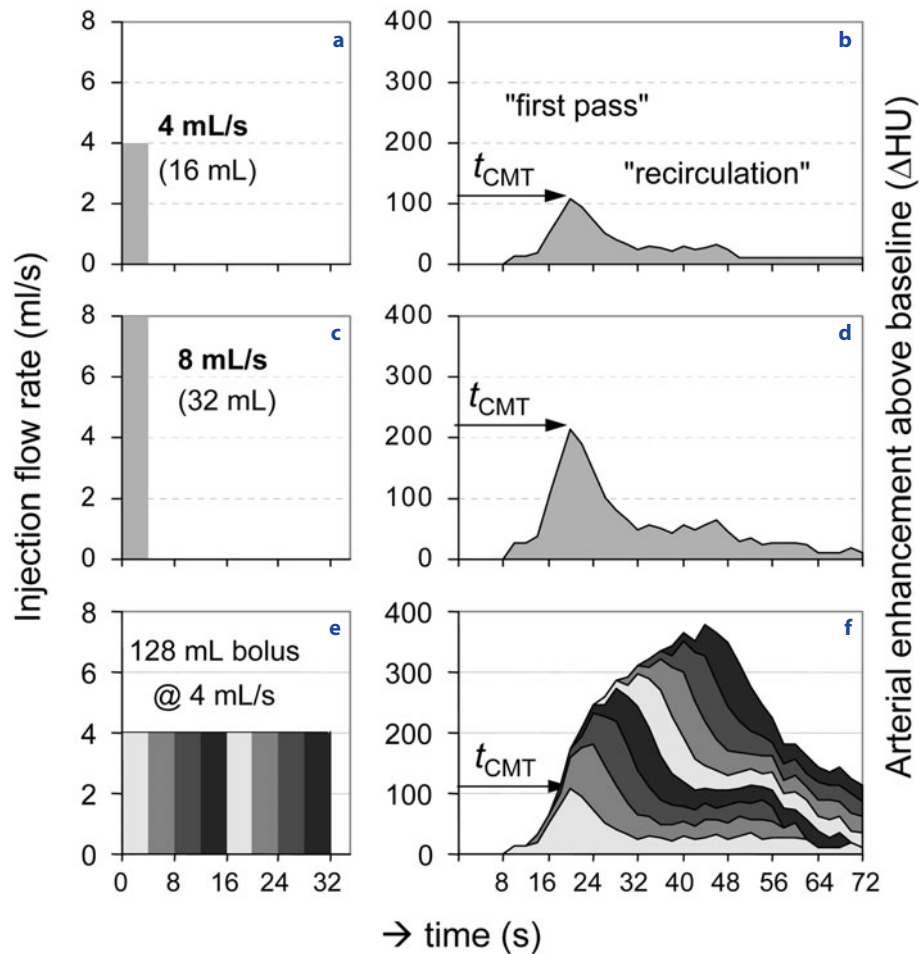 Injection flow rate (ml/s)
8
6
4
2
0
a
4 mL/s
(16 mL)
400
300
200
100
0
b
"first pass"
tCMT
"recirculation"
8
6
4
2
0
c
8 mL/s
(32 mL)
400
300
200
100
0
d
tCMT
8
6
4
2
0
e
128 mL bolus
@ 4 mL/s
0 8 16 24 32
400
300
200
100
0
f
tCMT
8 16 24 32 40 48 56 64 72
→ time (s)
Arterial enhancement above baseline (ΔHU)